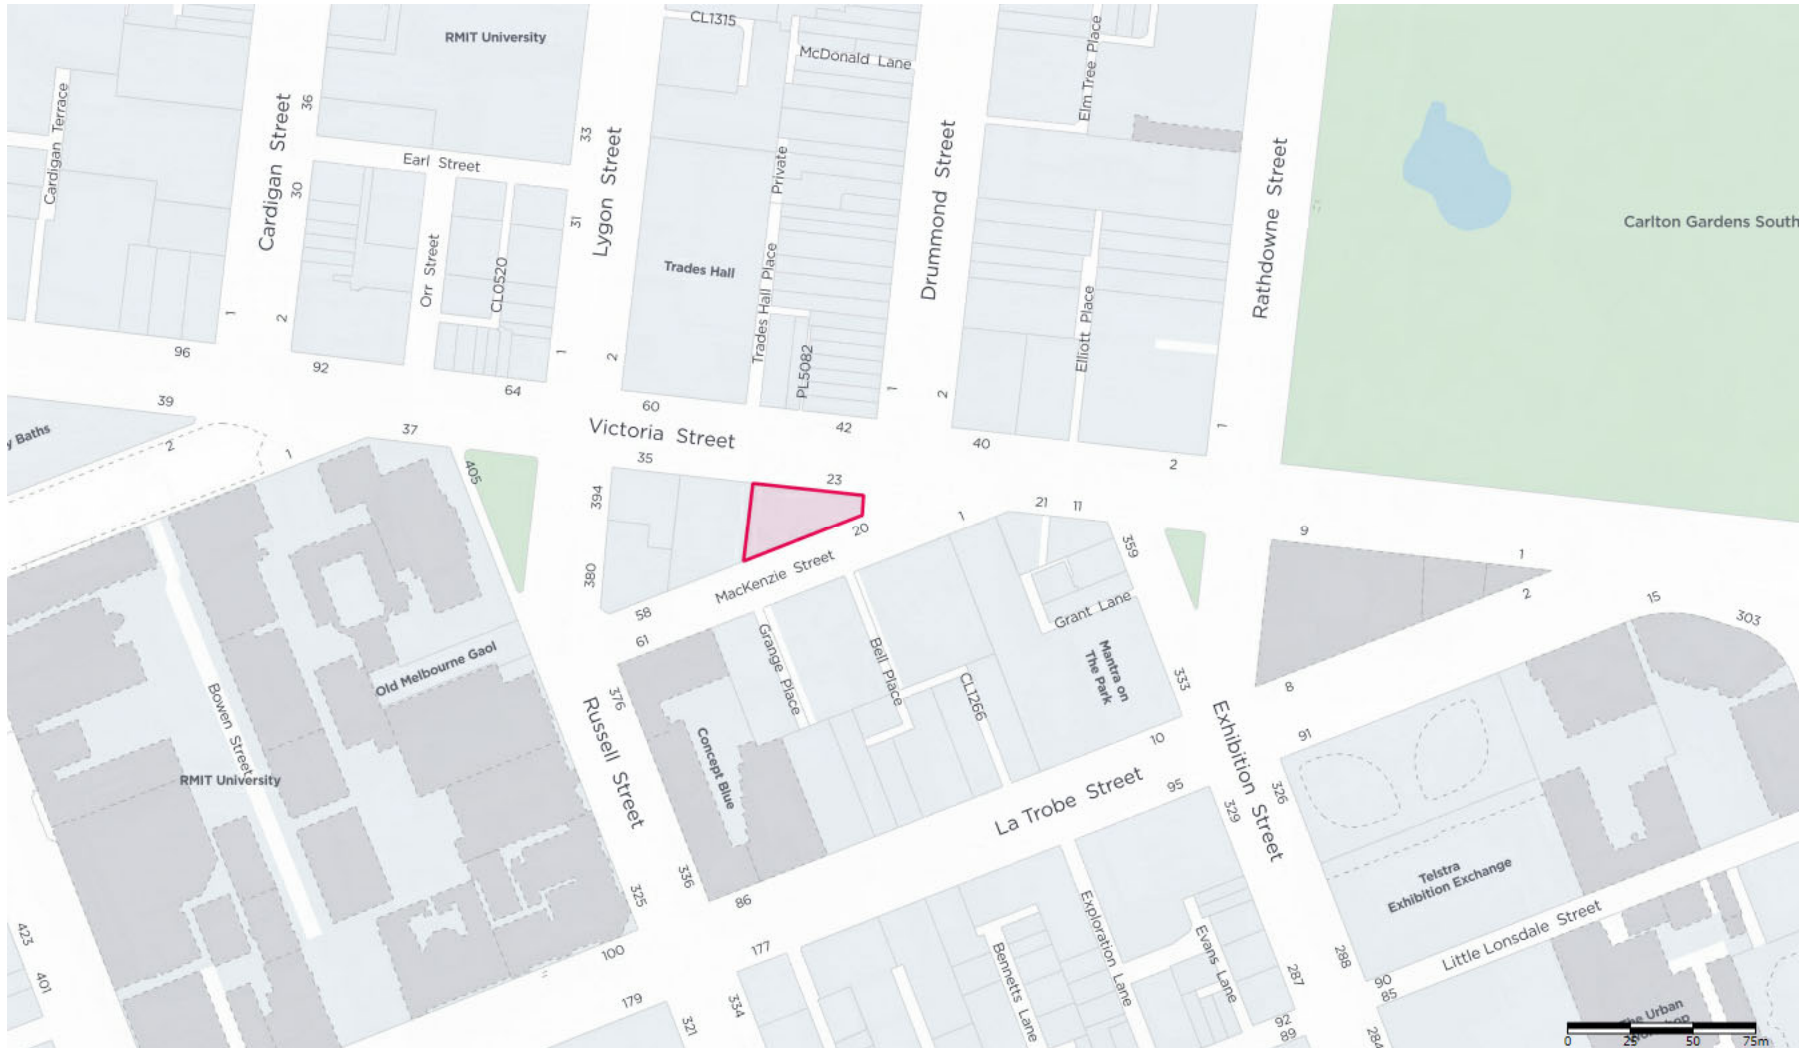 CL1315
RMIT University
McDonald Lane
Elm Tree Place
Cardigan Terrace
Cardigan Street
36
33
Lygon Street
Earl Street
Private
Drummond Street
Rathdowne Street
30
31
Carlton Gardens South
Orr Street
CL0520
Trades Hall
Trades Hall Place
PL5082
Elliott Place
1
2
96
92
1
64
2
60
42
1
2
40
1
2
39
y Baths
2
1
37
405
Victoria Street
35
394
380
23
20
MacKenzie Street
58
61
1
21
11
359
9
1
2
15
303
8
Grant Lane
Mantra on
The Park
333
Grange Place
Bell Place
CL1266
Old Melbourne Gaol
Bowen Street
RMIT University
376
Russell Street
Concept Blue
336
86
325
100
10
La Trobe Street
95
Exhibition Street
329
326
91
Telstra
Exhibition Exchange
Little Lonsdale Street
288
287
90
85
284
92
89
Exploration Lane
Evans Lane
Bennetts Lane
177
334
179
321
423
401
The Urban
Workshop
0 25 50 75m